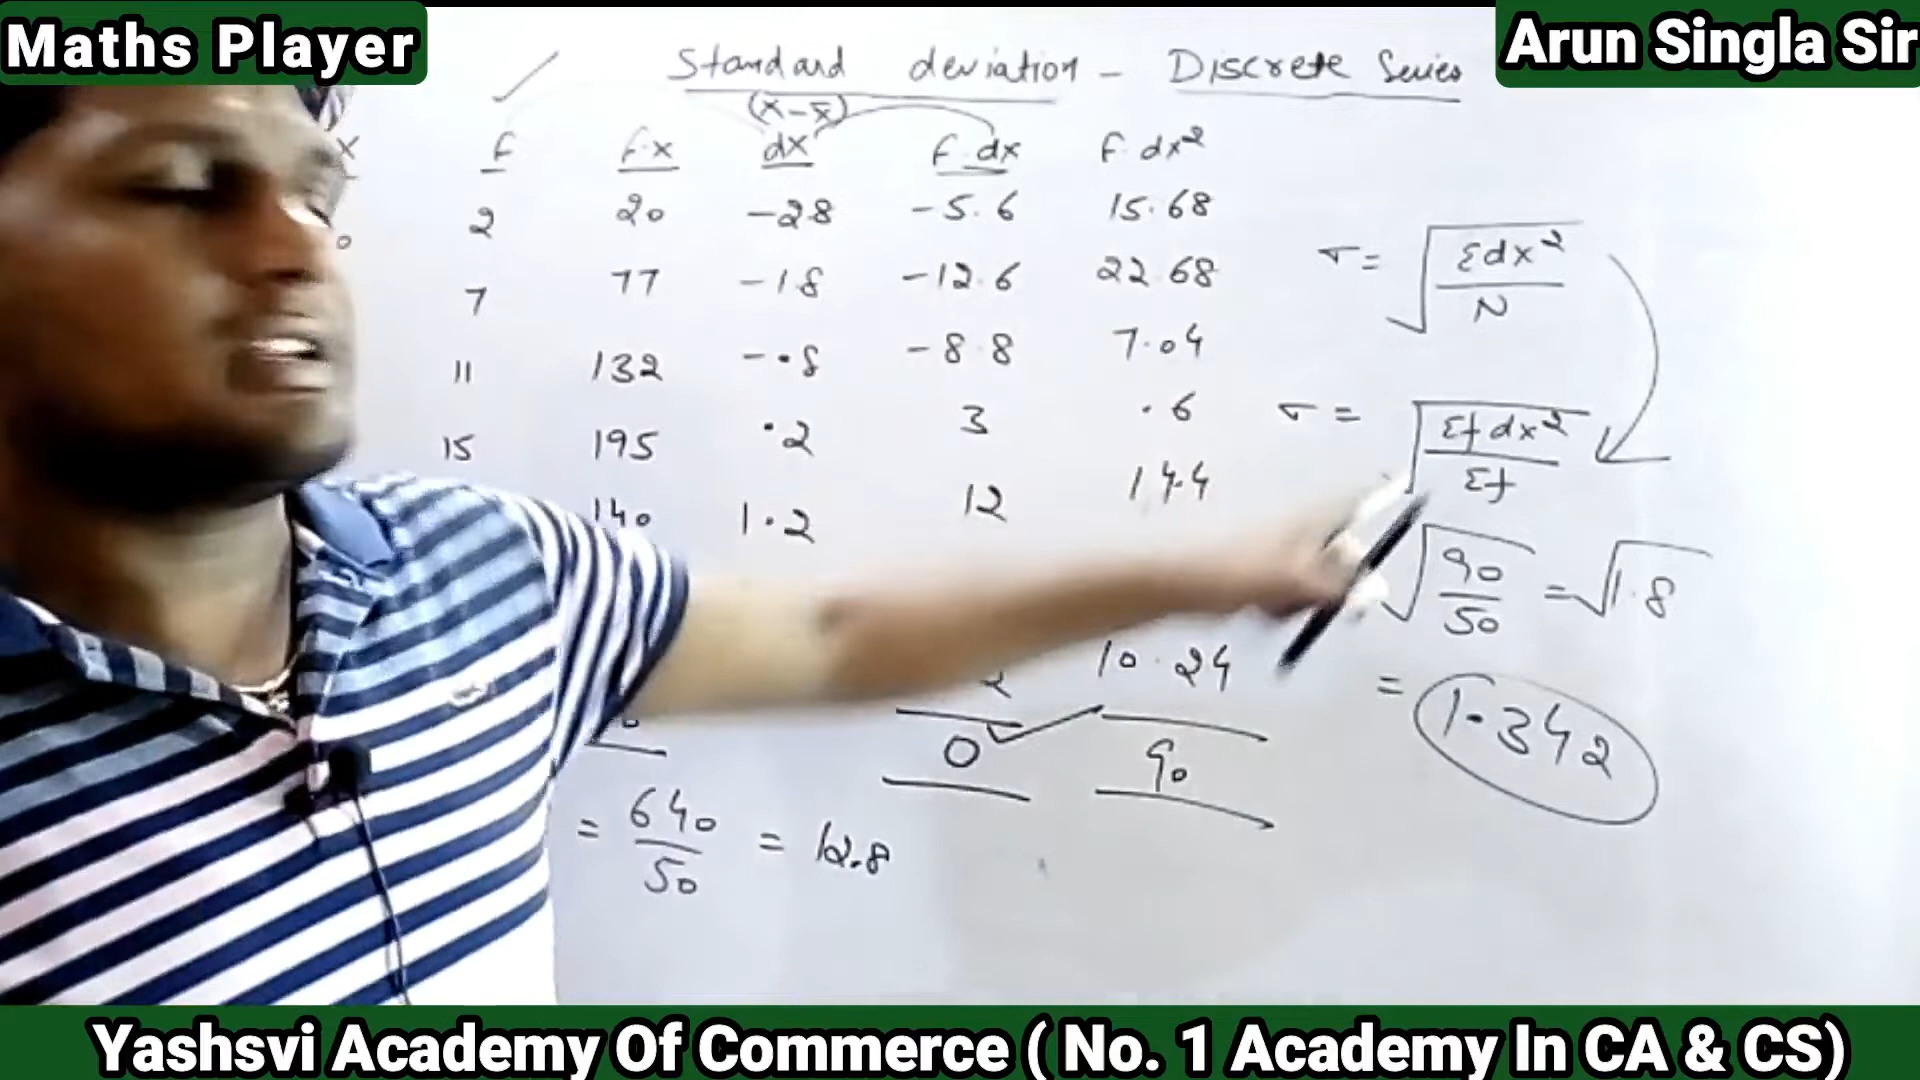 Maths Player
Arun Singla Sir
Standard deviation - Discrete Series
(x-x̄)
x f f.x dx f.dx f.dx²
2 20 -2.8 -5.6 15.68
7 77 -1.8 -12.6 22.68
11 132 -.8 -8.8 7.04
15 195 .2 3 .6
140 1.2 12 14.4
10.24
0 90
= 640/50 = 12.8
σ = √Σdx²/N
σ = √Σfdx²/Σf
√90/50 = √1.8
= 1.342
Yashsvi Academy Of Commerce ( No. 1 Academy In CA & CS)